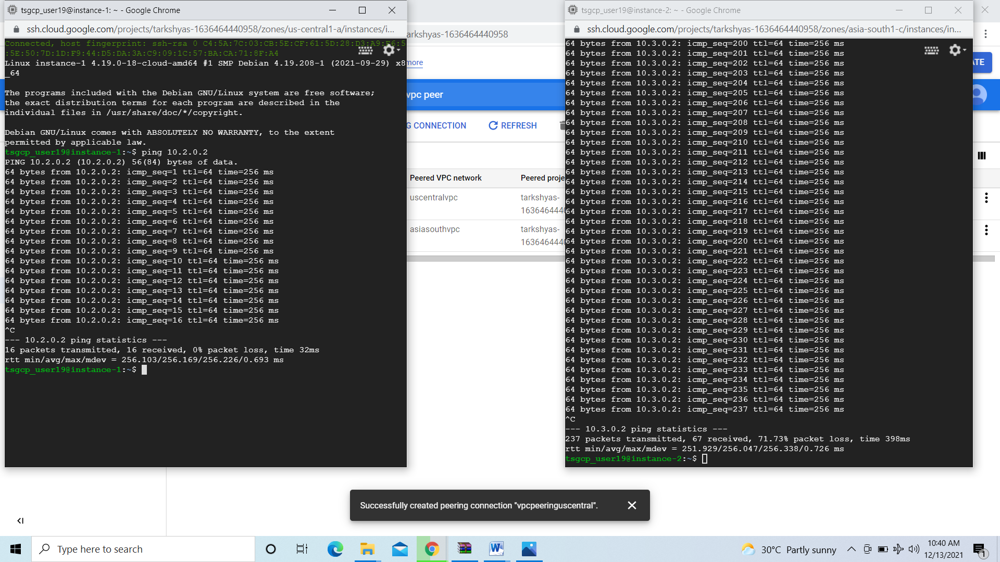 tsgcp_user19@instance-1: ~ - Google Chrome
ssh.cloud.google.com/projects/tarkshyas-1636464440958/zones/us-central1-a/instances/i...
Connected, host fingerprint: ssh-rsa 0 C4:5A:7C:03:CB:5E:CF:61:5D:28:D3:A9:E6:5
:5E:50:7D:1D:F9:44:D5:DA:3A:C9:09:1C:57:BA:CA:71:8F:A4
Linux instance-1 4.19.0-18-cloud-amd64 #1 SMP Debian 4.19.208-1 (2021-09-29) x8
_64
The programs included with the Debian GNU/Linux system are free software;
the exact distribution terms for each program are described in the
individual files in /usr/share/doc/*/copyright.
Debian GNU/Linux comes with ABSOLUTELY NO WARRANTY, to the extent
permitted by applicable law.
tsgcp_user19@instance-1:~$ ping 10.2.0.2
PING 10.2.0.2 (10.2.0.2) 56(84) bytes of data.
64 bytes from 10.2.0.2: icmp_seq=1 ttl=64 time=256 ms
64 bytes from 10.2.0.2: icmp_seq=2 ttl=64 time=256 ms
64 bytes from 10.2.0.2: icmp_seq=3 ttl=64 time=256 ms
64 bytes from 10.2.0.2: icmp_seq=4 ttl=64 time=256 ms
64 bytes from 10.2.0.2: icmp_seq=5 ttl=64 time=256 ms
64 bytes from 10.2.0.2: icmp_seq=6 ttl=64 time=256 ms
64 bytes from 10.2.0.2: icmp_seq=7 ttl=64 time=256 ms
64 bytes from 10.2.0.2: icmp_seq=8 ttl=64 time=256 ms
64 bytes from 10.2.0.2: icmp_seq=9 ttl=64 time=256 ms
64 bytes from 10.2.0.2: icmp_seq=10 ttl=64 time=256 ms
64 bytes from 10.2.0.2: icmp_seq=11 ttl=64 time=256 ms
64 bytes from 10.2.0.2: icmp_seq=12 ttl=64 time=256 ms
64 bytes from 10.2.0.2: icmp_seq=13 ttl=64 time=256 ms
64 bytes from 10.2.0.2: icmp_seq=14 ttl=64 time=256 ms
64 bytes from 10.2.0.2: icmp_seq=15 ttl=64 time=256 ms
64 bytes from 10.2.0.2: icmp_seq=16 ttl=64 time=256 ms
^C
--- 10.2.0.2 ping statistics ---
16 packets transmitted, 16 received, 0% packet loss, time 32ms
rtt min/avg/max/mdev = 256.103/256.169/256.226/0.693 ms
tsgcp_user19@instance-1:~$
arkshyas-1636464440958
more
vpc peer
G CONNECTION
REFRESH
Peered VPC network
Peered proje
uscentralvpc
tarkshyas-
1636464440
asiasouthvpc
tarkshyas-
1636464440
ATE
tsgcp_user19@instance-2: ~ - Google Chrome
ssh.cloud.google.com/projects/tarkshyas-1636464440958/zones/asia-south1-c/instances/in...
64 bytes from 10.3.0.2: icmp_seq=200 ttl=64 time=256 ms
64 bytes from 10.3.0.2: icmp_seq=201 ttl=64 time=256 ms
64 bytes from 10.3.0.2: icmp_seq=202 ttl=64 time=256 ms
64 bytes from 10.3.0.2: icmp_seq=203 ttl=64 time=256 ms
64 bytes from 10.3.0.2: icmp_seq=204 ttl=64 time=256 ms
64 bytes from 10.3.0.2: icmp_seq=205 ttl=64 time=256 ms
64 bytes from 10.3.0.2: icmp_seq=206 ttl=64 time=256 ms
64 bytes from 10.3.0.2: icmp_seq=207 ttl=64 time=256 ms
64 bytes from 10.3.0.2: icmp_seq=208 ttl=64 time=256 ms
64 bytes from 10.3.0.2: icmp_seq=209 ttl=64 time=256 ms
64 bytes from 10.3.0.2: icmp_seq=210 ttl=64 time=256 ms
64 bytes from 10.3.0.2: icmp_seq=211 ttl=64 time=256 ms
64 bytes from 10.3.0.2: icmp_seq=212 ttl=64 time=256 ms
64 bytes from 10.3.0.2: icmp_seq=213 ttl=64 time=256 ms
64 bytes from 10.3.0.2: icmp_seq=214 ttl=64 time=256 ms
64 bytes from 10.3.0.2: icmp_seq=215 ttl=64 time=256 ms
64 bytes from 10.3.0.2: icmp_seq=216 ttl=64 time=256 ms
64 bytes from 10.3.0.2: icmp_seq=217 ttl=64 time=256 ms
64 bytes from 10.3.0.2: icmp_seq=218 ttl=64 time=256 ms
64 bytes from 10.3.0.2: icmp_seq=219 ttl=64 time=256 ms
64 bytes from 10.3.0.2: icmp_seq=220 ttl=64 time=256 ms
64 bytes from 10.3.0.2: icmp_seq=221 ttl=64 time=256 ms
64 bytes from 10.3.0.2: icmp_seq=222 ttl=64 time=256 ms
64 bytes from 10.3.0.2: icmp_seq=223 ttl=64 time=256 ms
64 bytes from 10.3.0.2: icmp_seq=224 ttl=64 time=256 ms
64 bytes from 10.3.0.2: icmp_seq=225 ttl=64 time=256 ms
64 bytes from 10.3.0.2: icmp_seq=226 ttl=64 time=256 ms
64 bytes from 10.3.0.2: icmp_seq=227 ttl=64 time=256 ms
64 bytes from 10.3.0.2: icmp_seq=228 ttl=64 time=256 ms
64 bytes from 10.3.0.2: icmp_seq=229 ttl=64 time=256 ms
64 bytes from 10.3.0.2: icmp_seq=230 ttl=64 time=256 ms
64 bytes from 10.3.0.2: icmp_seq=231 ttl=64 time=256 ms
64 bytes from 10.3.0.2: icmp_seq=232 ttl=64 time=256 ms
64 bytes from 10.3.0.2: icmp_seq=233 ttl=64 time=256 ms
64 bytes from 10.3.0.2: icmp_seq=234 ttl=64 time=256 ms
64 bytes from 10.3.0.2: icmp_seq=235 ttl=64 time=256 ms
64 bytes from 10.3.0.2: icmp_seq=236 ttl=64 time=256 ms
64 bytes from 10.3.0.2: icmp_seq=237 ttl=64 time=256 ms
^C
--- 10.3.0.2 ping statistics ---
237 packets transmitted, 67 received, 71.73% packet loss, time 398ms
rtt min/avg/max/mdev = 251.929/256.047/256.338/0.726 ms
tsgcp_user19@instance-2:~$
Successfully created peering connection "vpcpeeringuscentral".
Type here to search
30°C Partly sunny
10:40 AM
12/13/2021
1